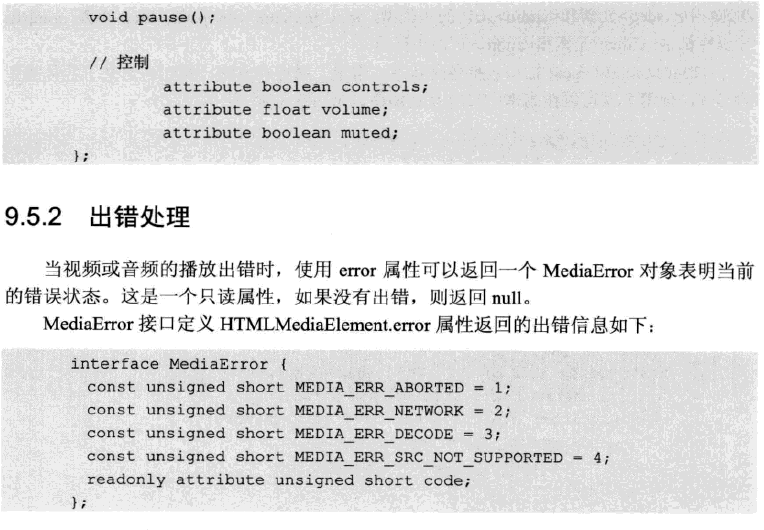 void pause();
// 控制
attribute boolean controls;
attribute float volume;
attribute boolean muted;
};
9.5.2 出错处理
当视频或音频的播放出错时，使用 error 属性可以返回一个 MediaError 对象表明当前
的错误状态。这是一个只读属性，如果没有出错，则返回 null。
MediaError 接口定义 HTMLMediaElement.error 属性返回的出错信息如下：
interface MediaError {
const unsigned short MEDIA_ERR_ABORTED = 1;
const unsigned short MEDIA_ERR_NETWORK = 2;
const unsigned short MEDIA_ERR_DECODE = 3;
const unsigned short MEDIA_ERR_SRC_NOT_SUPPORTED = 4;
readonly attribute unsigned short code;
};